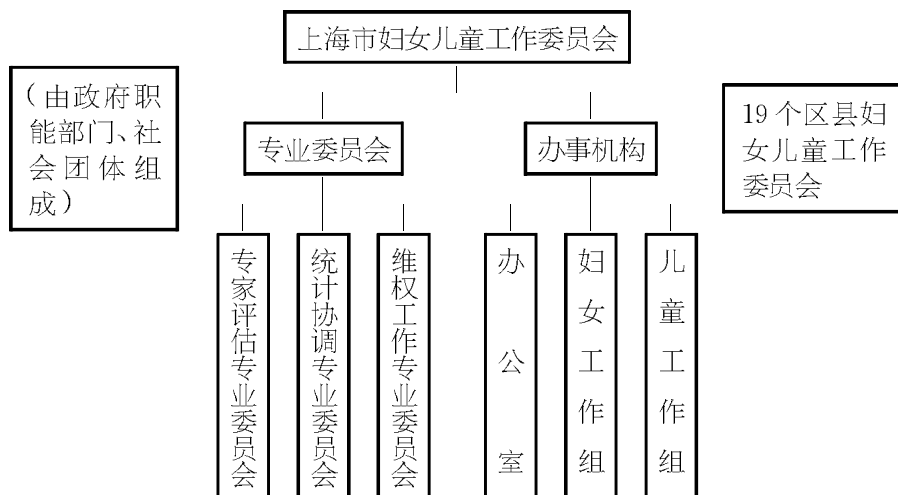 上海市妇女儿童工作委员会
（由政府职
能部门、社
会团体组
成）
专业委员会
办事机构
19个区县妇
女儿童工作
委员会
专家评估专业委员会
统计协调专业委员会
维权工作专业委员会
办公室
妇女工作组
儿童工作组